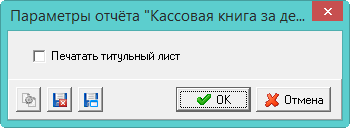 Параметры отчёта "Кассовая книга за де...
Печатать титульный лист
OK
Отмена